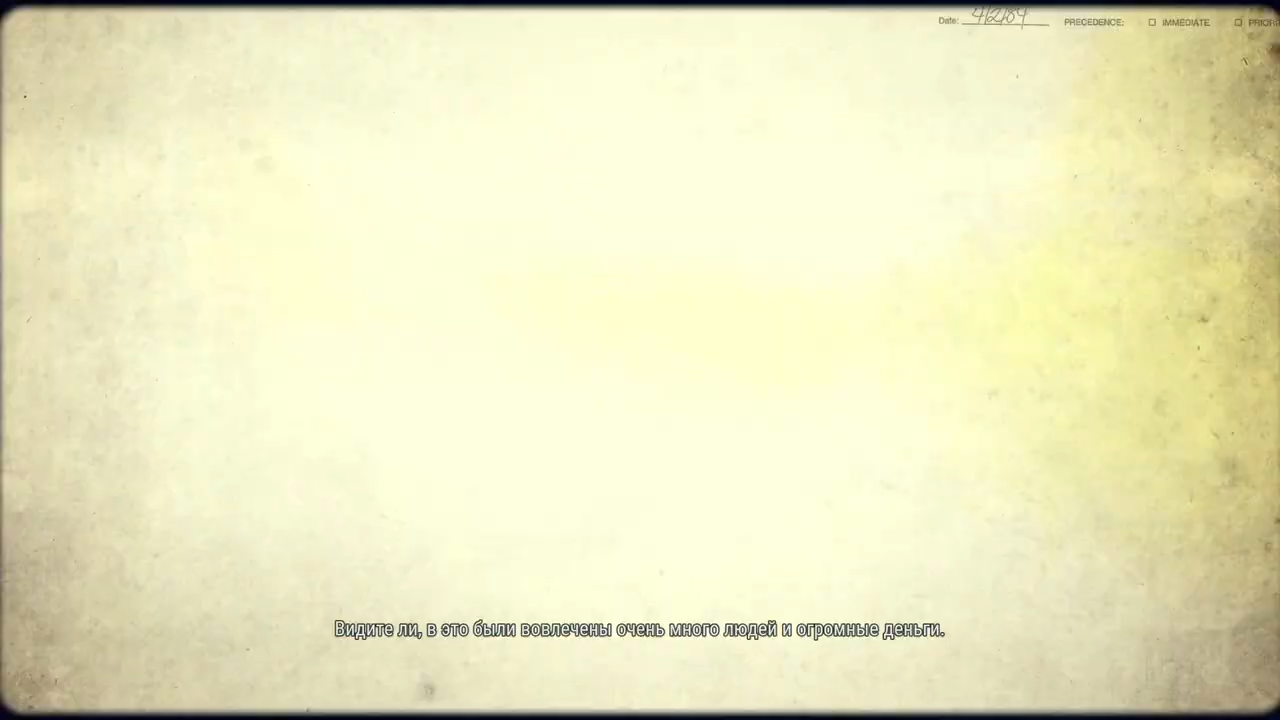 Date: 4/2/84 PRECEDENCE: IMMEDIATE
Видите ли, в это были вовлечены очень много людей и огромные деньги.